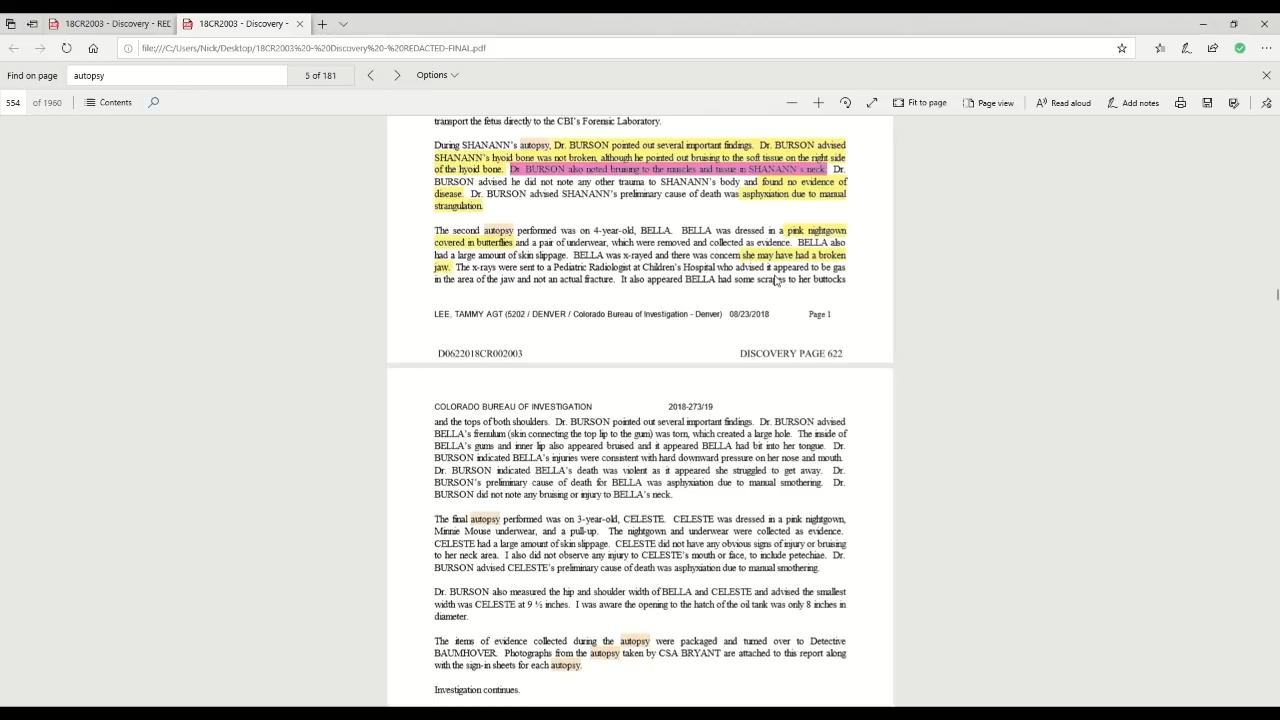 18CR2003 - Discovery - RED
18CR2003 - Discovery -
file:///C:/Users/Nick/Desktop/18CR2003%20-%20Discovery%20-%20REDACTED-FINAL.pdf
Find on page autopsy 5 of 181 Options
554 of 1960 Contents Fit to page Page view Read aloud Add notes
transport the fetus directly to the CBI's Forensic Laboratory.
During SHANANN's autopsy, Dr. BURSON pointed out several important findings. Dr. BURSON advised
SHANANN's hyoid bone was not broken, although he pointed out bruising to the soft tissue on the right side
of the hyoid bone. Dr. BURSON also noted bruising to the muscles and tissue in SHANANN's neck. Dr.
BURSON advised he did not note any other trauma to SHANANN's body and found no evidence of
disease. Dr. BURSON advised SHANANN's preliminary cause of death was asphyxiation due to manual
strangulation.
The second autopsy performed was on 4-year-old, BELLA. BELLA was dressed in a pink nightgown
covered in butterflies and a pair of underwear, which were removed and collected as evidence. BELLA also
had a large amount of skin slippage. BELLA was x-rayed and there was concern she may have had a broken
jaw. The x-rays were sent to a Pediatric Radiologist at Children's Hospital who advised it appeared to be gas
in the area of the jaw and not an actual fracture. It also appeared BELLA had some scrapes to her buttocks
LEE, TAMMY AGT (5202 / DENVER / Colorado Bureau of Investigation - Denver) 08/23/2018 Page 1
D0622018CR002003 DISCOVERY PAGE 622
COLORADO BUREAU OF INVESTIGATION 2018-273/19
and the tops of both shoulders. Dr. BURSON pointed out several important findings. Dr. BURSON advised
BELLA's frenulum (skin connecting the top lip to the gum) was torn, which created a large hole. The inside of
BELLA's gums and inner lip also appeared bruised and it appeared BELLA had bit into her tongue. Dr.
BURSON indicated BELLA's injuries were consistent with hard downward pressure on her nose and mouth.
Dr. BURSON indicated BELLA's death was violent as it appeared she struggled to get away. Dr.
BURSON's preliminary cause of death for BELLA was asphyxiation due to manual smothering. Dr.
BURSON did not note any bruising or injury to BELLA's neck.
The final autopsy performed was on 3-year-old, CELESTE. CELESTE was dressed in a pink nightgown,
Minnie Mouse underwear, and a pull-up. The nightgown and underwear were collected as evidence.
CELESTE had a large amount of skin slippage. CELESTE did not have any obvious signs of injury or bruising
to her neck area. I also did not observe any injury to CELESTE's mouth or face, to include petechiae. Dr.
BURSON advised CELESTE's preliminary cause of death was asphyxiation due to manual smothering.
Dr. BURSON also measured the hip and shoulder width of BELLA and CELESTE and advised the smallest
width was CELESTE at 9 ½ inches. I was aware the opening to the hatch of the oil tank was only 8 inches in
diameter.
The items of evidence collected during the autopsy were packaged and turned over to Detective
BAUMHOVER. Photographs from the autopsy taken by CSA BRYANT are attached to this report along
with the sign-in sheets for each autopsy.
Investigation continues.